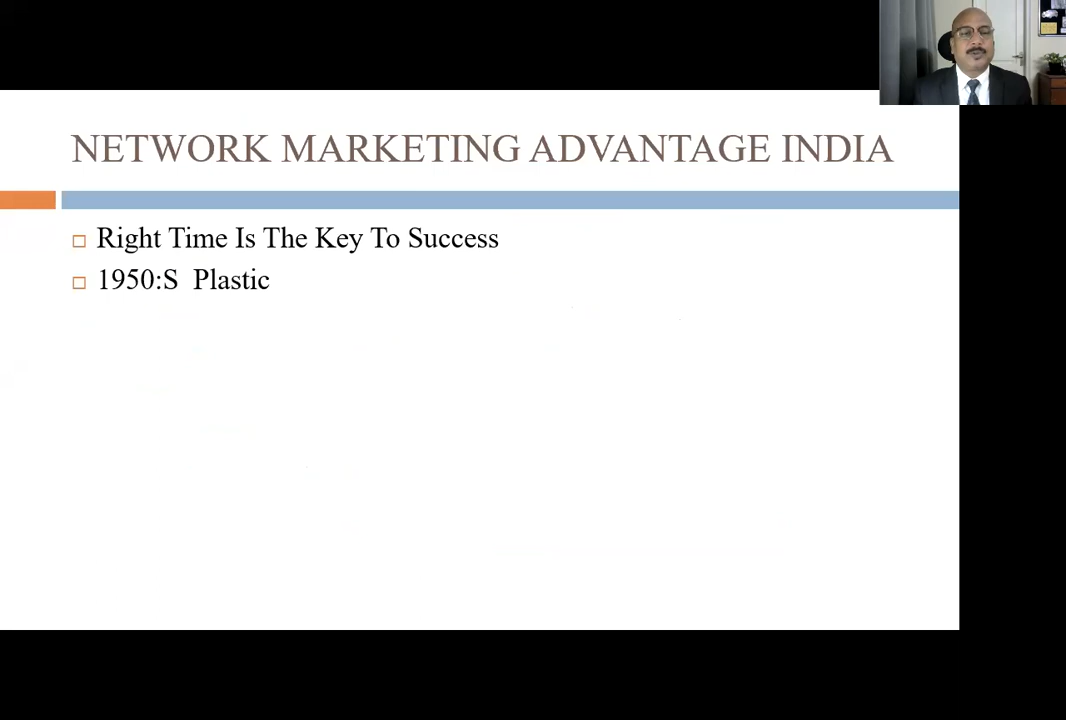 NETWORK MARKETING ADVANTAGE INDIA
Right Time Is The Key To Success
1950:S Plastic